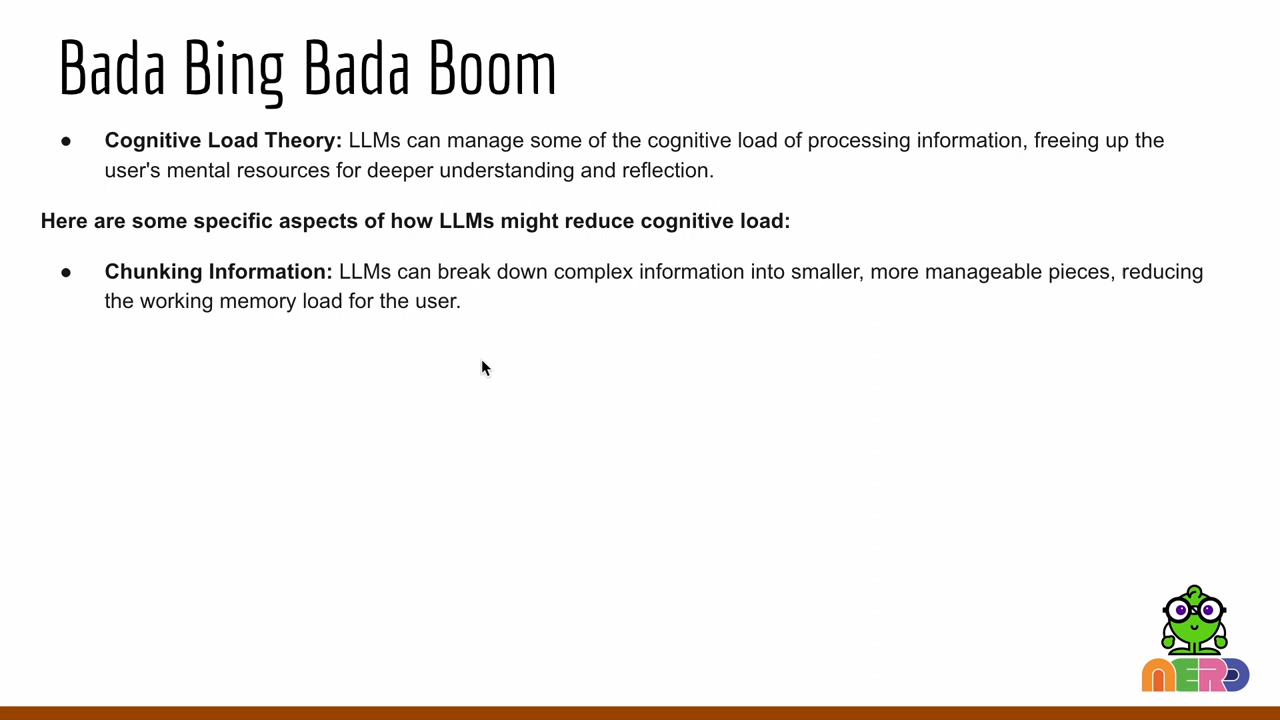 Bada Bing Bada Boom
● Cognitive Load Theory: LLMs can manage some of the cognitive load of processing information, freeing up the
user's mental resources for deeper understanding and reflection.
Here are some specific aspects of how LLMs might reduce cognitive load:
● Chunking Information: LLMs can break down complex information into smaller, more manageable pieces, reducing
the working memory load for the user.
NERD